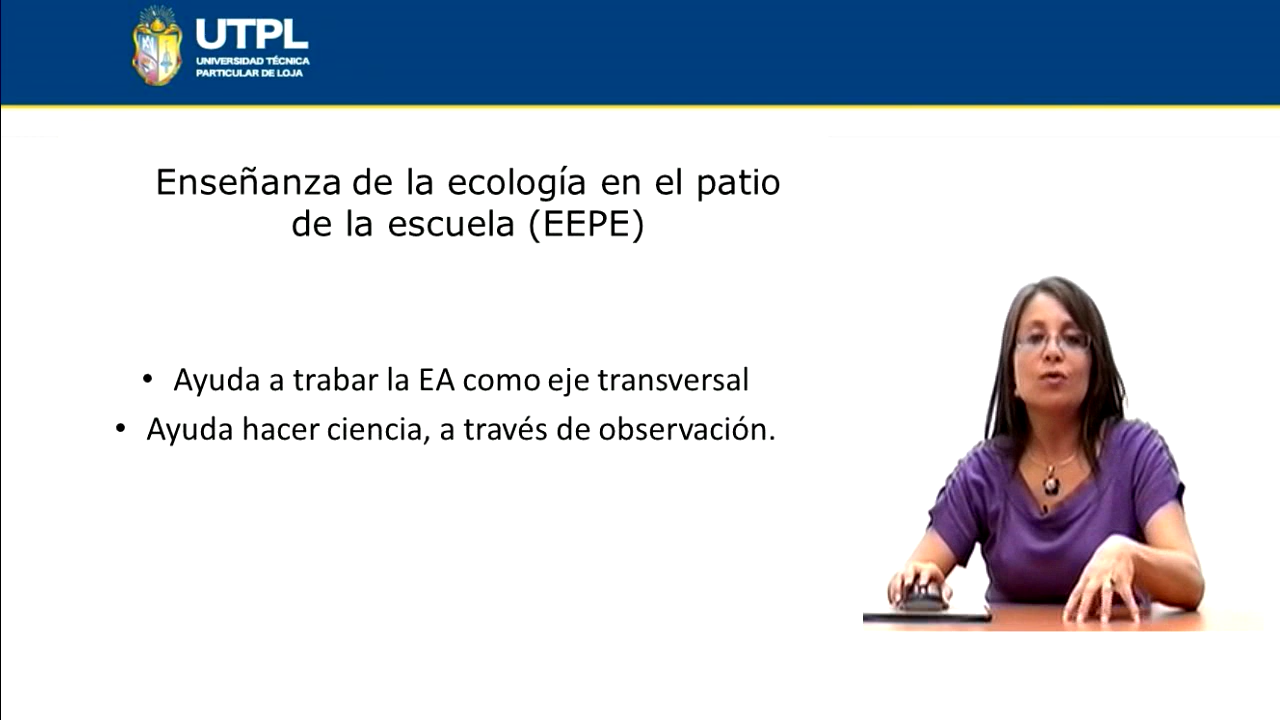 UTPL
UNIVERSIDAD TÉCNICA
PARTICULAR DE LOJA
Enseñanza de la ecología en el patio
de la escuela (EEPE)
• Ayuda a trabar la EA como eje transversal
• Ayuda hacer ciencia, a través de observación.